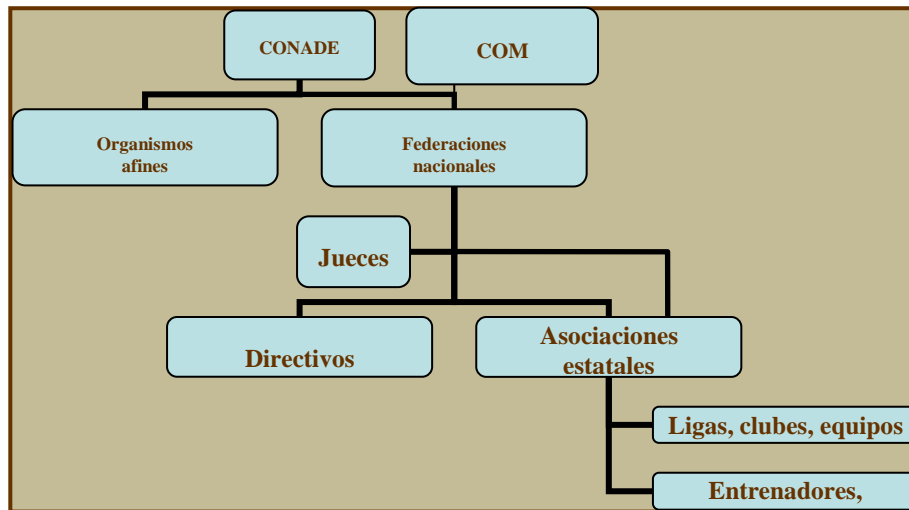 CONADE
COM
Organismos
afines
Federaciones
nacionales
Jueces
Directivos
Asociaciones
estatales
Ligas, clubes, equipos
Entrenadores,